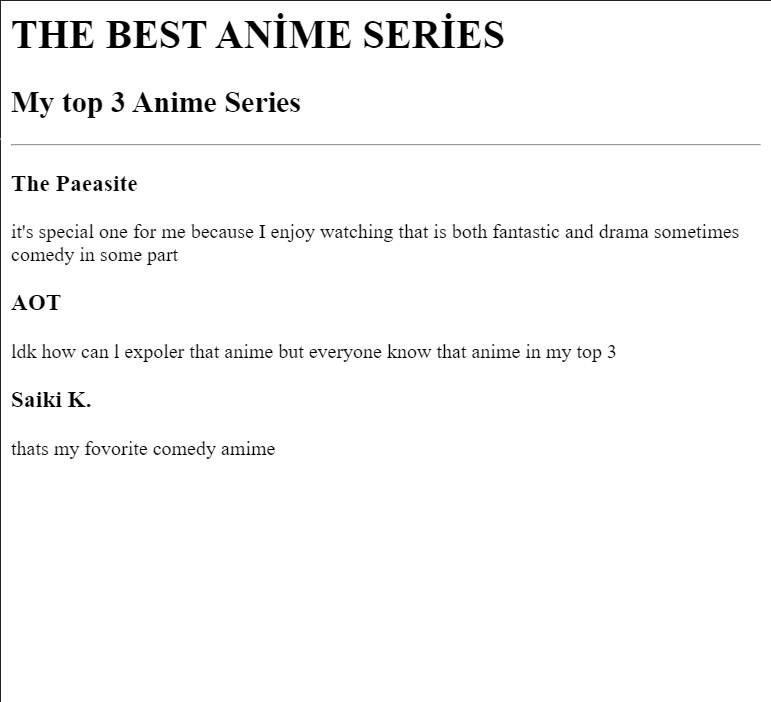 THE BEST ANİME SERİES
My top 3 Anime Series
The Paeasite
it's special one for me because I enjoy watching that is both fantastic and drama sometimes
comedy in some part
AOT
ldk how can l expoler that anime but everyone know that anime in my top 3
Saiki K.
thats my fovorite comedy amime